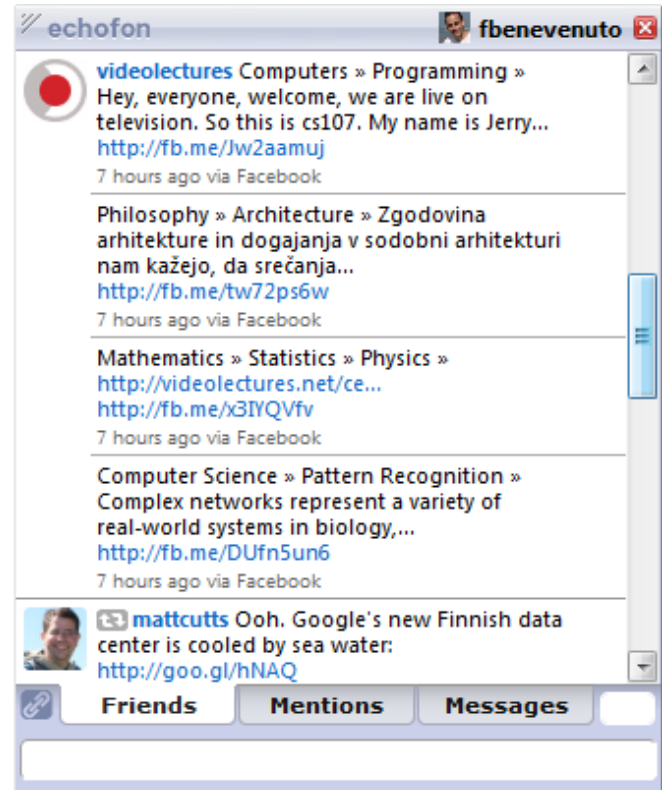 echofon fbenevenuto
videolectures Computers » Programming »
Hey, everyone, welcome, we are live on
television. So this is cs107. My name is Jerry...
http://fb.me/Jw2aamuj
7 hours ago via Facebook
Philosophy » Architecture » Zgodovina
arhitekture in dogajanja v sodobni arhitekturi
nam kažejo, da srečanja...
http://fb.me/tw72ps6w
7 hours ago via Facebook
Mathematics » Statistics » Physics »
http://videolectures.net/ce...
http://fb.me/x3IYQVfv
7 hours ago via Facebook
Computer Science » Pattern Recognition »
Complex networks represent a variety of
real-world systems in biology,...
http://fb.me/DUfn5un6
7 hours ago via Facebook
mattcutts Ooh. Google's new Finnish data
center is cooled by sea water:
http://goo.gl/hNAQ
Friends Mentions Messages